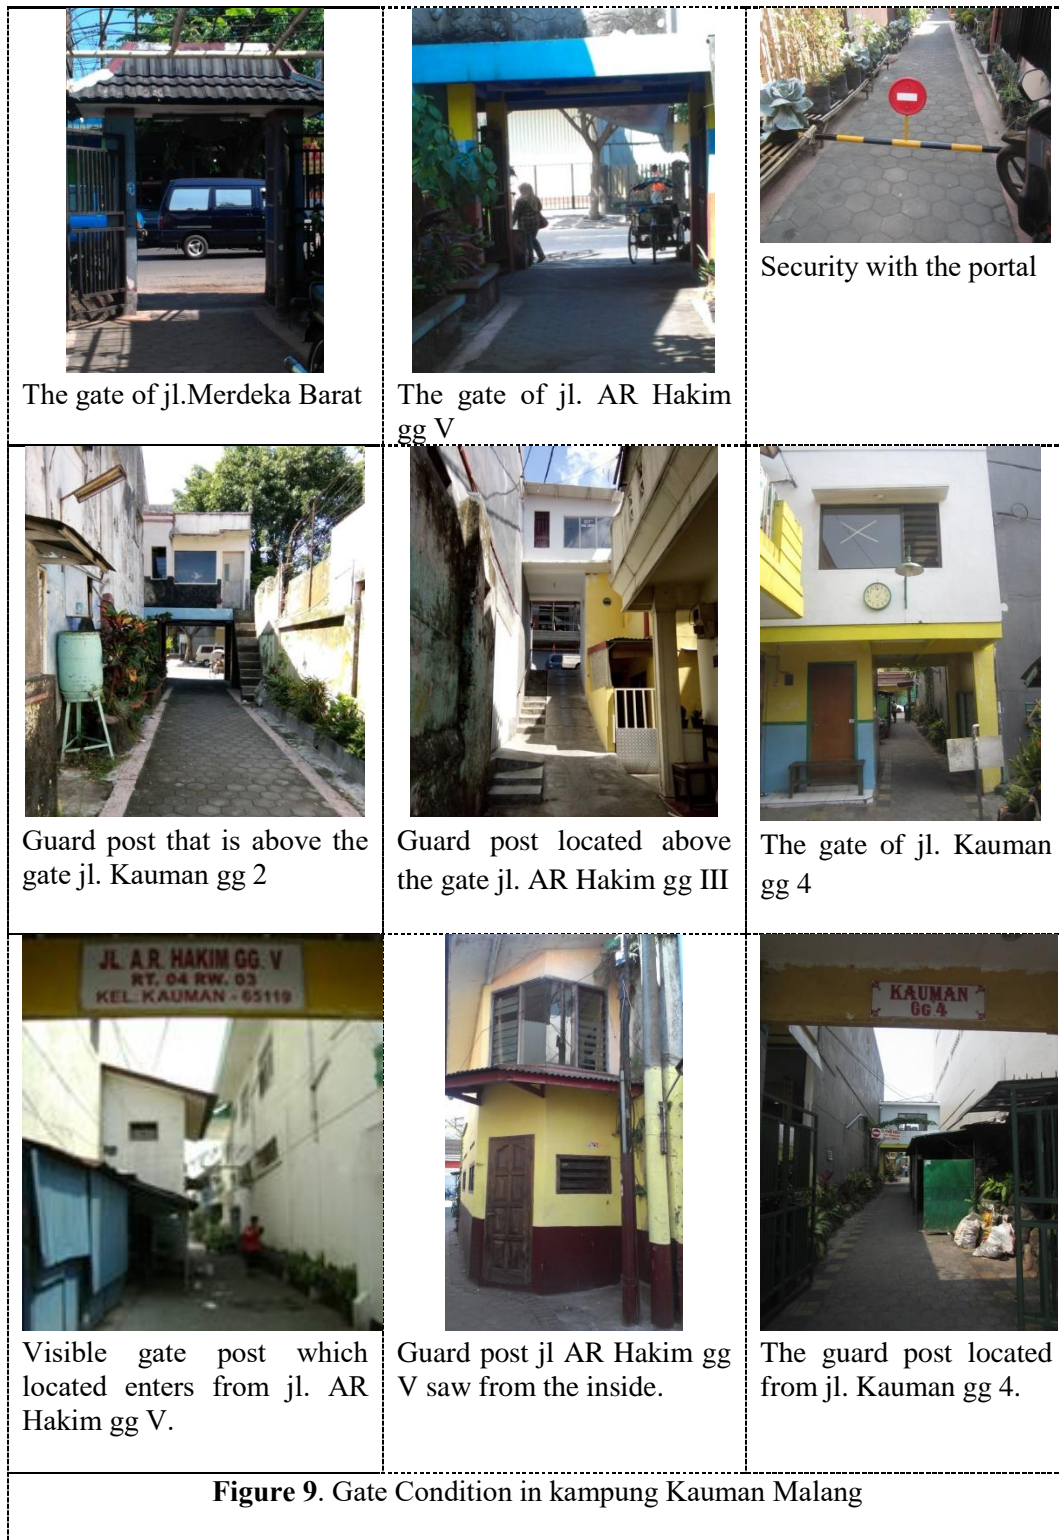 The gate of jl.Merdeka Barat
The gate of jl. AR Hakim
gg V
Security with the portal
Guard post that is above the
gate jl. Kauman gg 2
Guard post located above
the gate jl. AR Hakim gg III
The gate of jl. Kauman
gg 4
JL. A.R. HAKIM GG. V
RT. 04 RW. 03
KEL. KAUMAN - 65119
Visible gate post which
located enters from jl. AR
Hakim gg V.
Guard post jl AR Hakim gg
V saw from the inside.
KAUMAN
GG 4
The guard post located
from jl. Kauman gg 4.
Figure 9. Gate Condition in kampung Kauman Malang